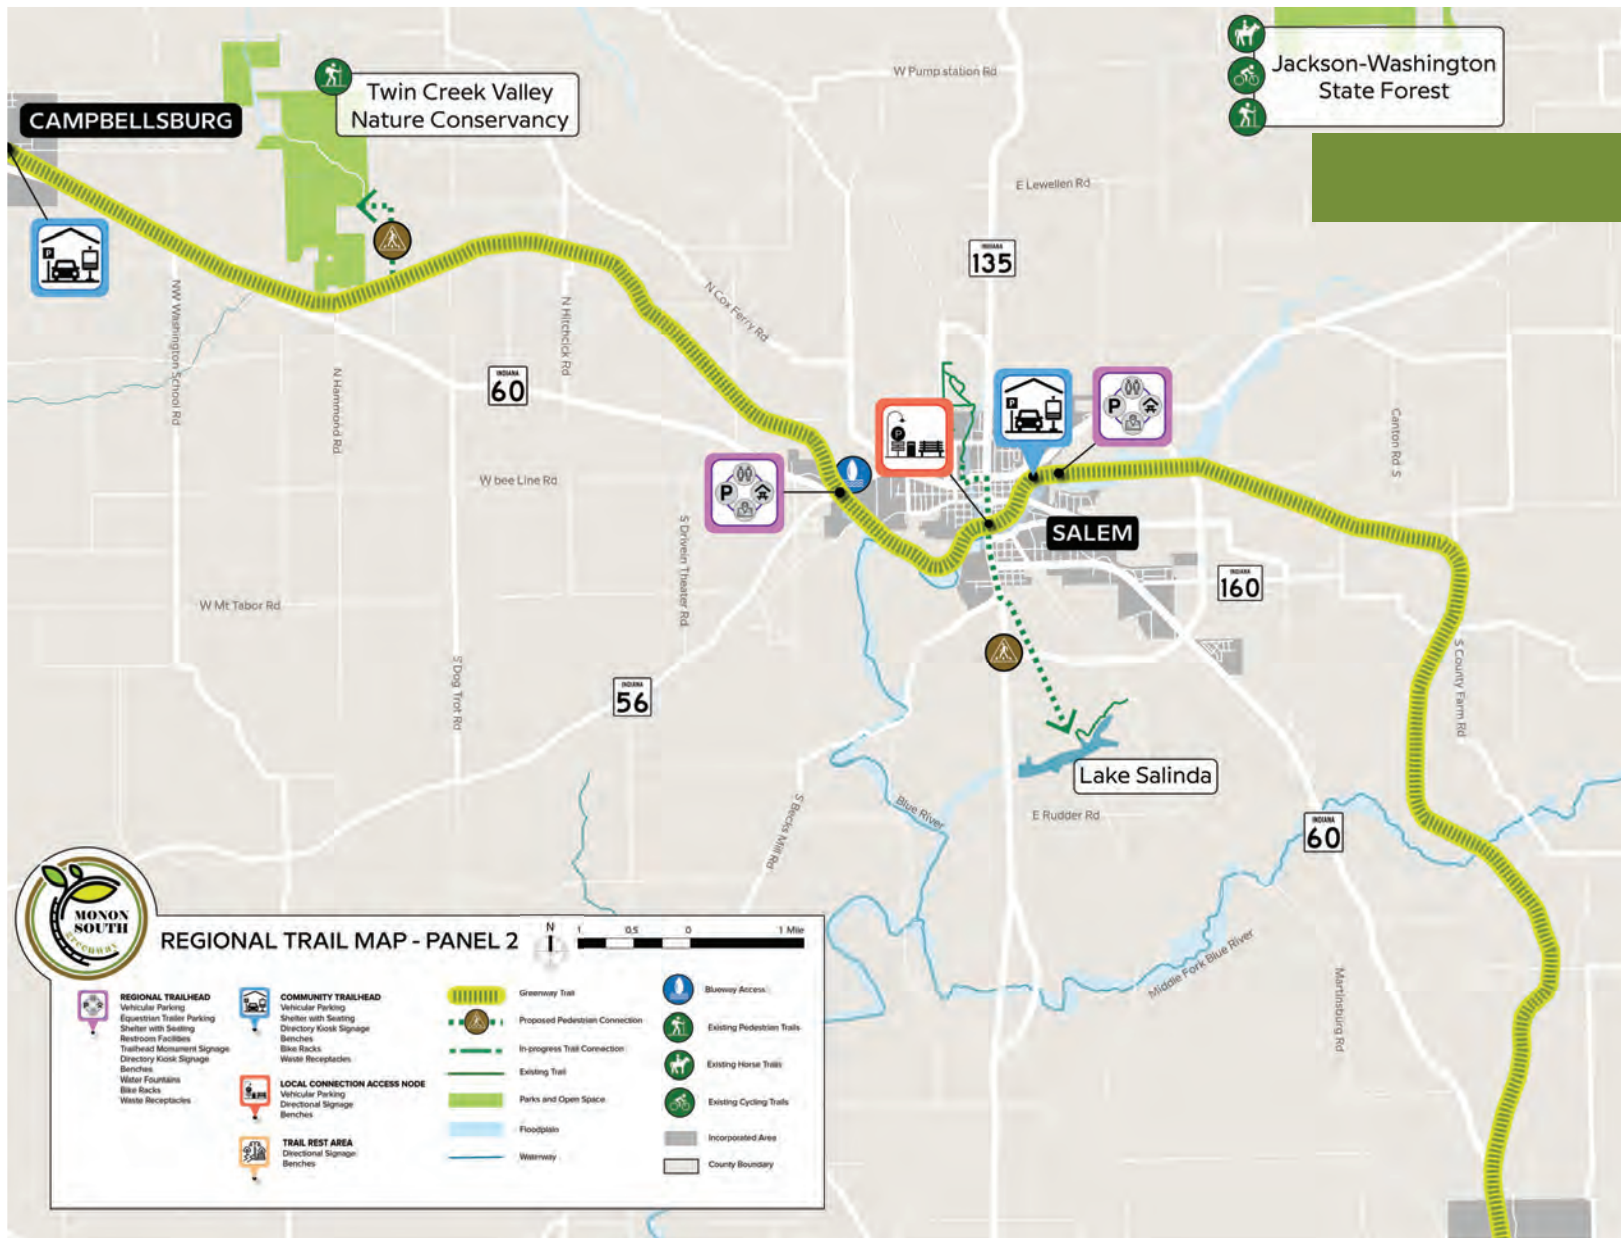 W Pump station Rd
Jackson-Washington
State Forest
Twin Creek Valley
Nature Conservancy
CAMPBELLSBURG
P
E Lewellen Rd
INDIANA
135
NW Washington School Rd
N Hammond Rd
N Hitchcick Rd
N Cox Ferry Rd
INDIANA
60
P
P
P
Canton Rd S
W bee Line Rd
P
S Drivein Theater Rd
SALEM
INDIANA
160
W Mt Tabor Rd
S Dog Trot Rd
INDIANA
56
S County Farm Rd
Lake Salinda
Blue River
E Rudder Rd
S Becks Mill Rd
INDIANA
60
Middle Fork Blue River
Martinsburg Rd
MONON
SOUTH
greenway
REGIONAL TRAIL MAP - PANEL 2
N
1 0.5 0 1 Mile
REGIONAL TRAILHEAD
Vehicular Parking
Equestrian Trailer Parking
Shelter with Seating
Restroom Facilities
Trailhead Monument Signage
Directory Kiosk Signage
Benches
Water Fountains
Bike Racks
Waste Receptacles
COMMUNITY TRAILHEAD
Vehicular Parking
Shelter with Seating
Directory Kiosk Signage
Benches
Bike Racks
Waste Receptacles
LOCAL CONNECTION ACCESS NODE
Vehicular Parking
Directional Signage
Benches
TRAIL REST AREA
Directional Signage
Benches
Greenway Trail
Proposed Pedestrian Connection
In-progress Trail Connection
Existing Trail
Parks and Open Space
Floodplain
Waterway
Blueway Access
Existing Pedestrian Trails
Existing Horse Trails
Existing Cycling Trails
Incorporated Area
County Boundary